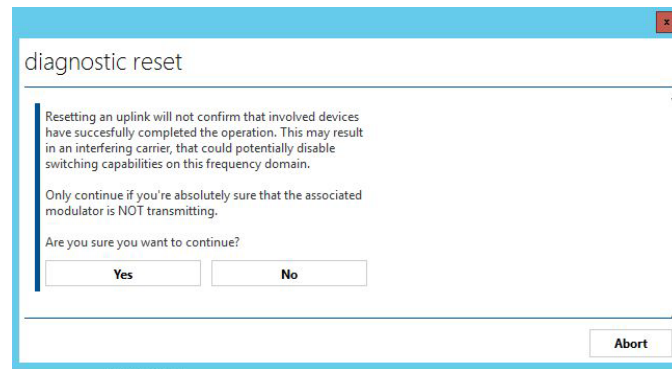 x
diagnostic reset
Resetting an uplink will not confirm that involved devices
have succesfully completed the operation. This may result
in an interfering carrier, that could potentially disable
switching capabilities on this frequency domain.
Only continue if you're absolutely sure that the associated
modulator is NOT transmitting.
Are you sure you want to continue?
Yes No
Abort